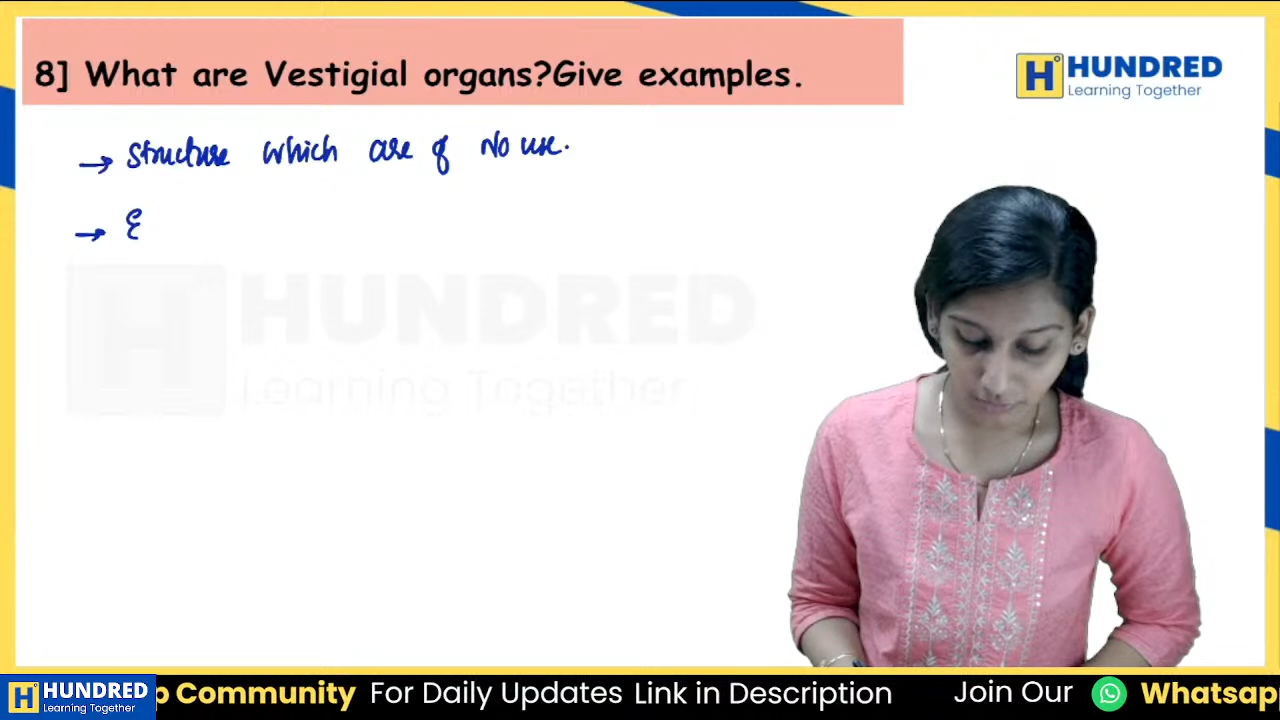 8] What are Vestigial organs?Give examples.
H HUNDRED
Learning Together
→ structure which are of No use.
→ E
H HUNDRED
Learning Together
H HUNDRED
Learning Together
p Community For Daily Updates Link in Description Join Our Whatsap